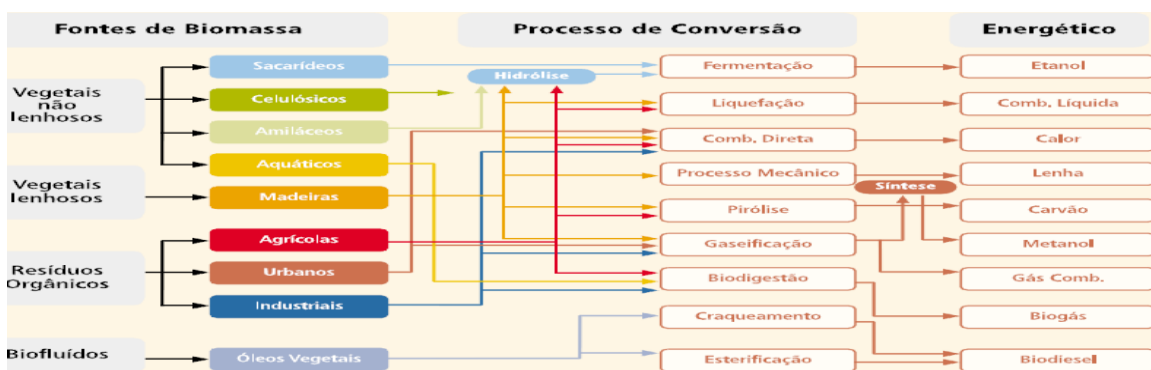 Fontes de Biomassa
Processo de Conversão
Energético
Vegetais
não
lenhosos
Sacarídeos
Celulósicos
Amiláceos
Aquáticos
Vegetais
lenhosos
Madeiras
Resíduos
Orgânicos
Agrícolas
Urbanos
Industriais
Biofluídos
Óleos Vegetais
Hidrólise
Fermentação
Liquefação
Comb. Direta
Processo Mecânico
Pirólise
Gaseificação
Biodigestão
Craqueamento
Esterificação
Síntese
Etanol
Comb. Líquida
Calor
Lenha
Carvão
Metanol
Gás Comb.
Biogás
Biodiesel